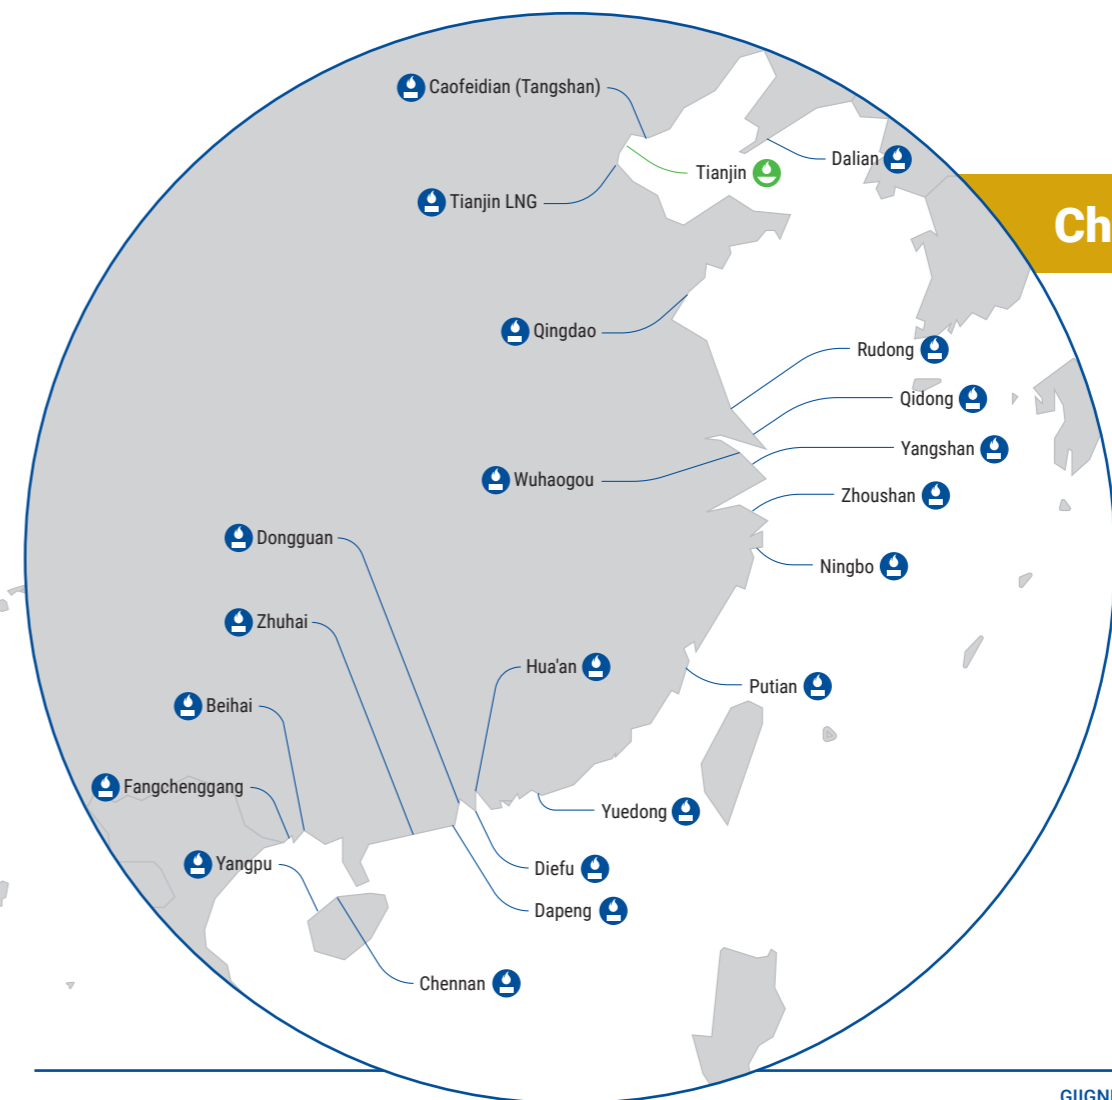 Caofeidian (Tangshan)
Dalian
Tianjin
Tianjin LNG
Ch
Qingdao
Rudong
Qidong
Yangshan
Wuhaogou
Zhoushan
Dongguan
Ningbo
Zhuhai
Hua'an
Putian
Beihai
Fangchenggang
Yuedong
Yangpu
Diefu
Dapeng
Chennan